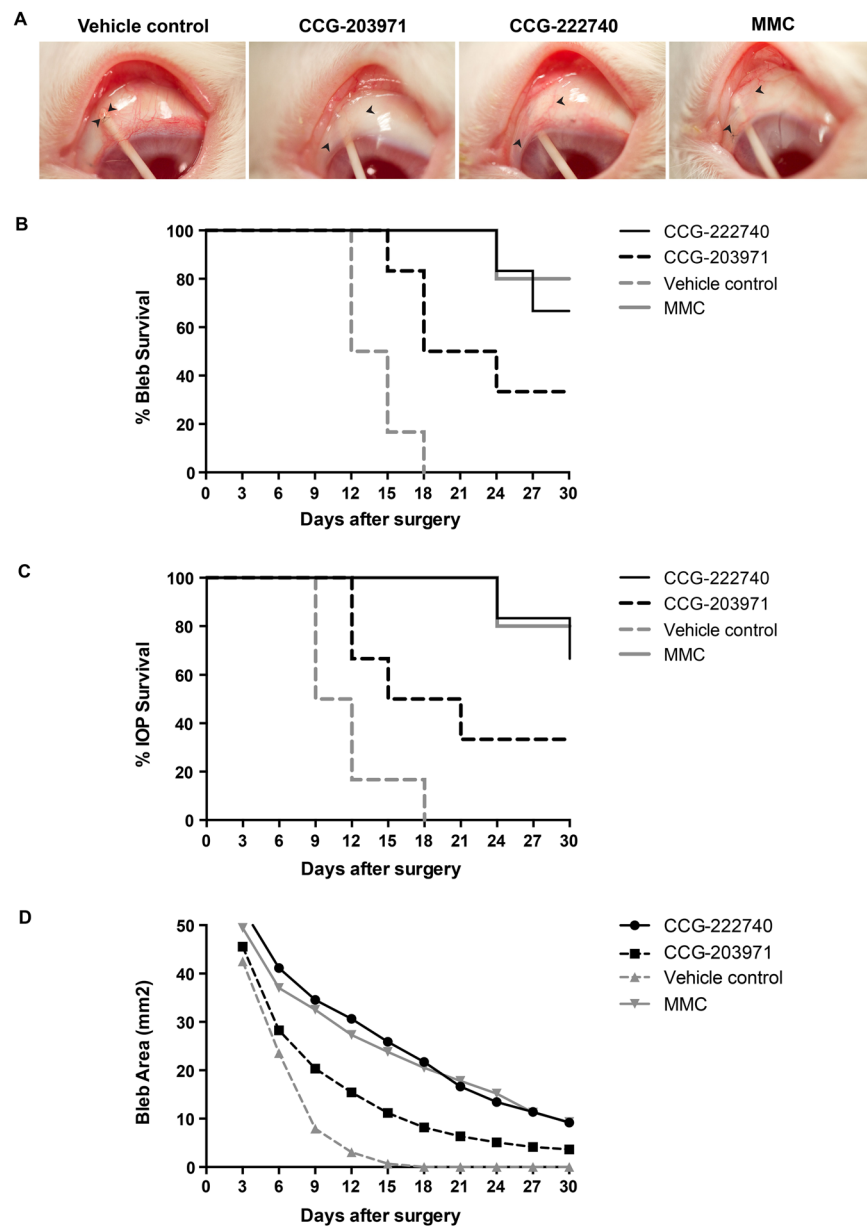 A
Vehicle control
CCG-203971
CCG-222740
MMC
B
% Bleb Survival
100
80
60
40
20
0
0 3 6 9 12 15 18 21 24 27 30
Days after surgery
CCG-222740
CCG-203971
Vehicle control
MMC
C
% IOP Survival
100
80
60
40
20
0
0 3 6 9 12 15 18 21 24 27 30
Days after surgery
CCG-222740
CCG-203971
Vehicle control
MMC
D
Bleb Area (mm2)
50
40
30
20
10
0
0 3 6 9 12 15 18 21 24 27 30
Days after surgery
CCG-222740
CCG-203971
Vehicle control
MMC